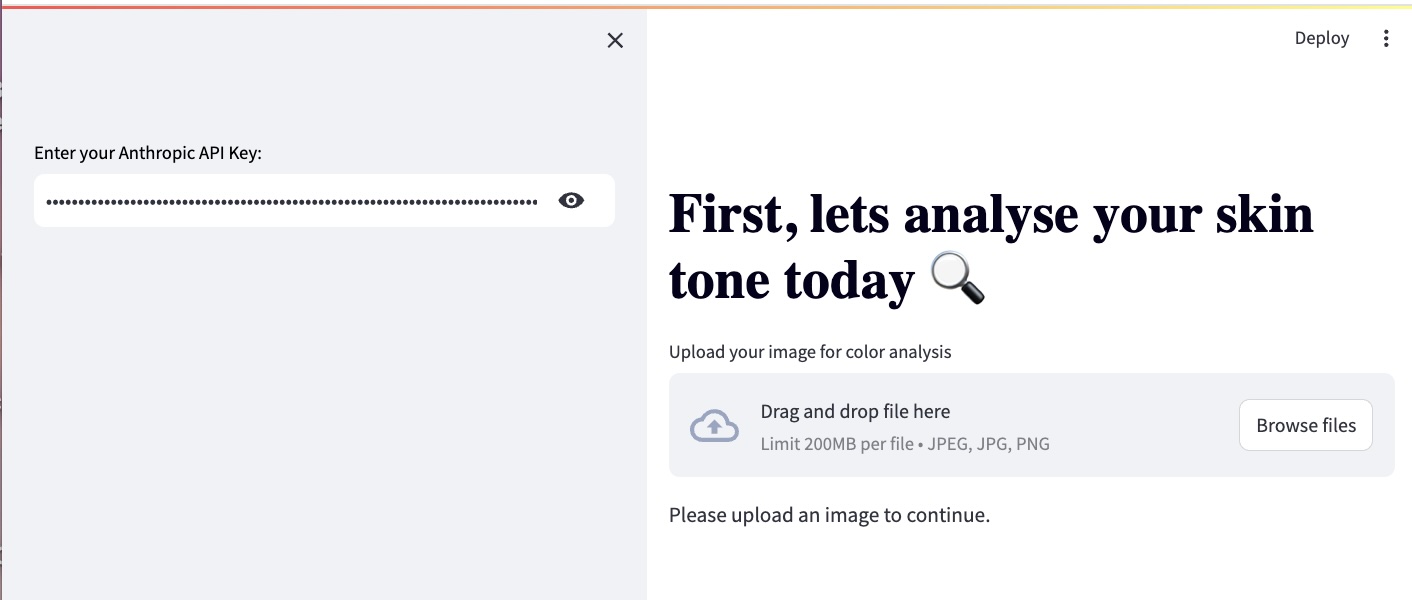 Deploy
Enter your Anthropic API Key:
••••••••••••••••••••••••••••••••••••••••••••••••••••••••••••••••••••••••••••••
First, lets analyse your skin
tone today 🔍
Upload your image for color analysis
Drag and drop file here
Limit 200MB per file • JPEG, JPG, PNG
Browse files
Please upload an image to continue.